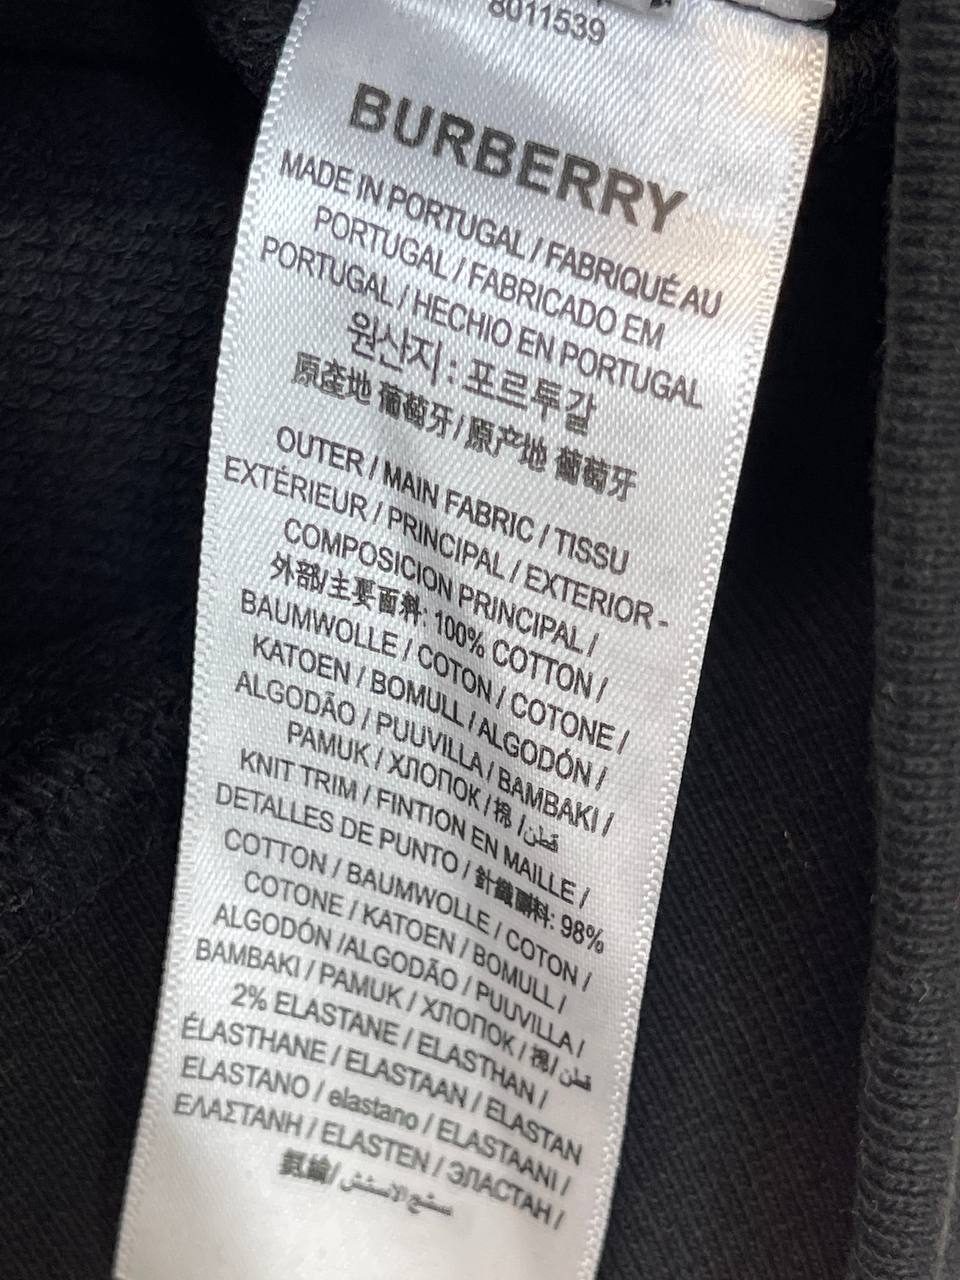 8011539
BURBERRY
MADE IN PORTUGAL / FABRIQUÉ AU
PORTUGAL / FABRICADO EM
PORTUGAL / HECHIO EN PORTUGAL
원산지 : 포르투갈
原產地 葡萄牙 / 原产地 葡萄牙
OUTER / MAIN FABRIC / TISSU
EXTÉRIEUR / PRINCIPAL / EXTERIOR -
COMPOSICION PRINCIPAL /
外部/主要面料: 100% COTTON /
BAUMWOLLE / COTON / COTONE /
KATOEN / BOMULL / ALGODÓN /
ALGODÃO / PUUVILLA / BAMBAKI /
PAMUK / ХЛОПОК / 棉 / قطن
KNIT TRIM / FINTION EN MAILLE /
DETALLES DE PUNTO / 針織布料: 98%
COTTON / BAUMWOLLE / COTON /
COTONE / KATOEN / BOMULL /
ALGODÓN /ALGODÃO / PUUVILLA /
BAMBAKI / PAMUK / ХЛОПОК / 棉/ قطن
2% ELASTANE / ELASTHAN /
ÉLASTHANE / ELASTAAN / ELASTAN
ELASTANO / elastano / ELASTAANI /
ΕΛΑΣΤΑΝΗ / ELASTEN / ЭЛАСТАН /
氨綸/